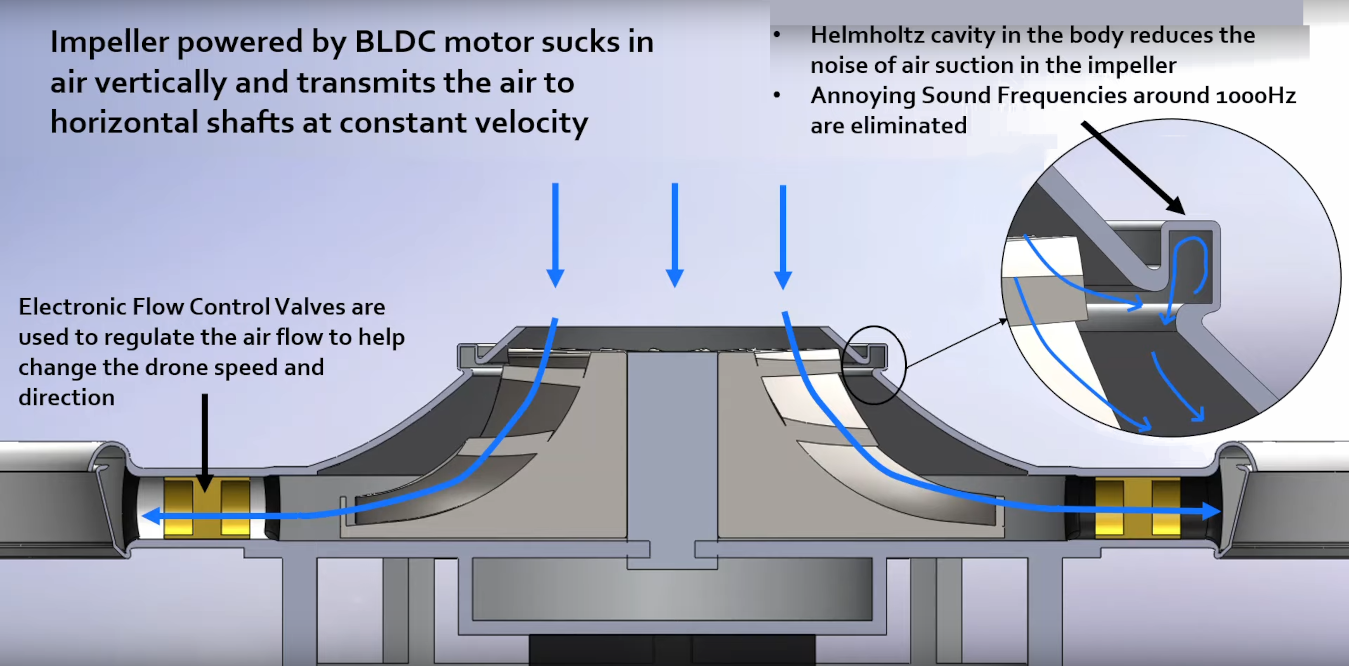 Impeller powered by BLDC motor sucks in
air vertically and transmits the air to
horizontal shafts at constant velocity
• Helmholtz cavity in the body reduces the
noise of air suction in the impeller
• Annoying Sound Frequencies around 1000Hz
are eliminated
Electronic Flow Control Valves are
used to regulate the air flow to help
change the drone speed and
direction